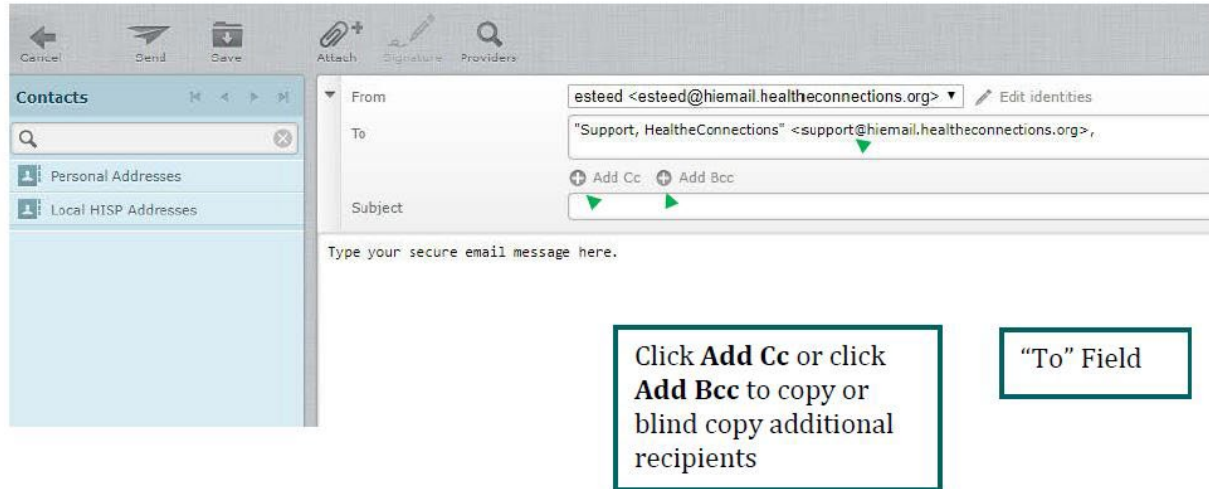 Cancel Send Save Attach Signature Providers
Contacts
Personal Addresses
Local HISP Addresses
From esteed <esteed@hiemail.healtheconnections.org> Edit identities
To "Support, HealtheConnections" <support@hiemail.healtheconnections.org>,
Add Cc Add Bcc
Subject
Type your secure email message here.
Click Add Cc or click
Add Bcc to copy or
blind copy additional
recipients
“To” Field